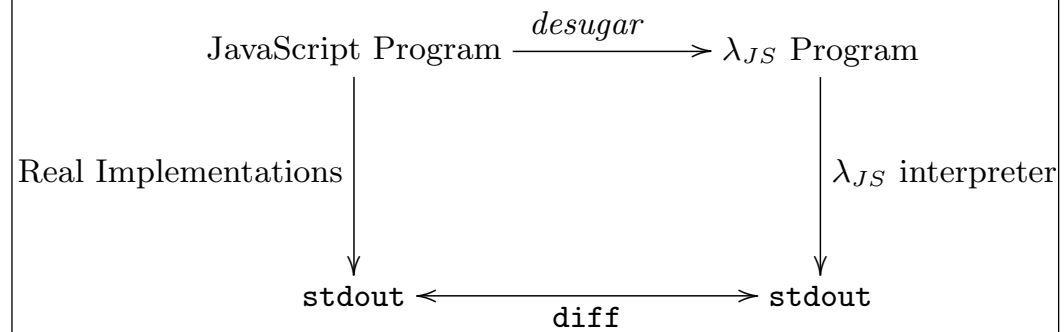 desugar
JavaScript Program λJS Program
Real Implementations λJS interpreter
stdout stdout
diff